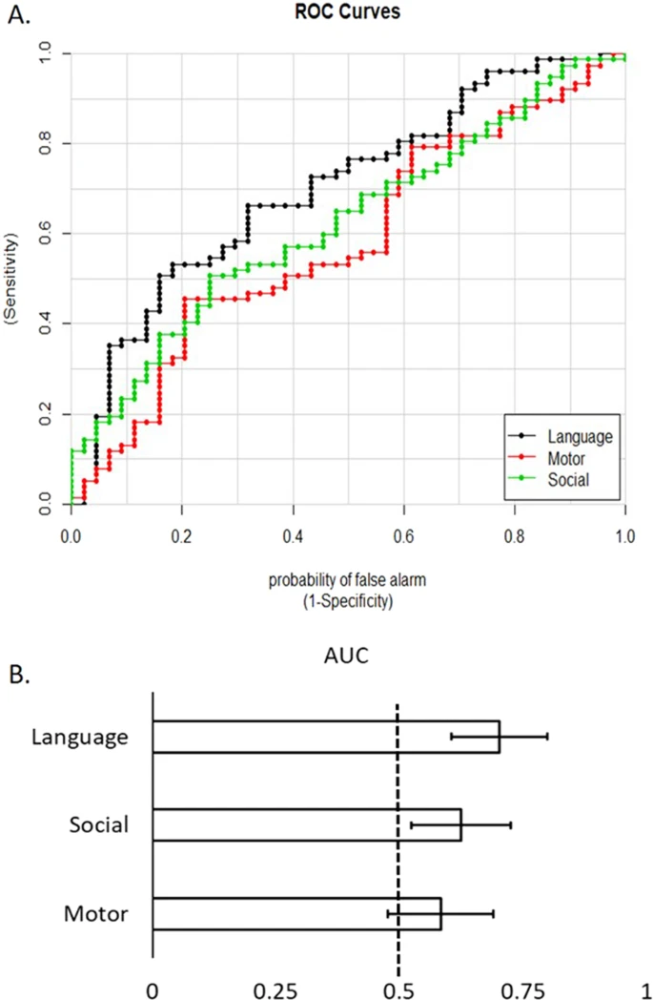 A.
ROC Curves
(Sensitivity)
1.0
0.8
0.6
0.4
0.2
0.0
Language
Motor
Social
0.0 0.2 0.4 0.6 0.8 1.0
probability of false alarm
(1-Specificity)
B.
AUC
Language
Social
Motor
0 0.25 0.5 0.75 1